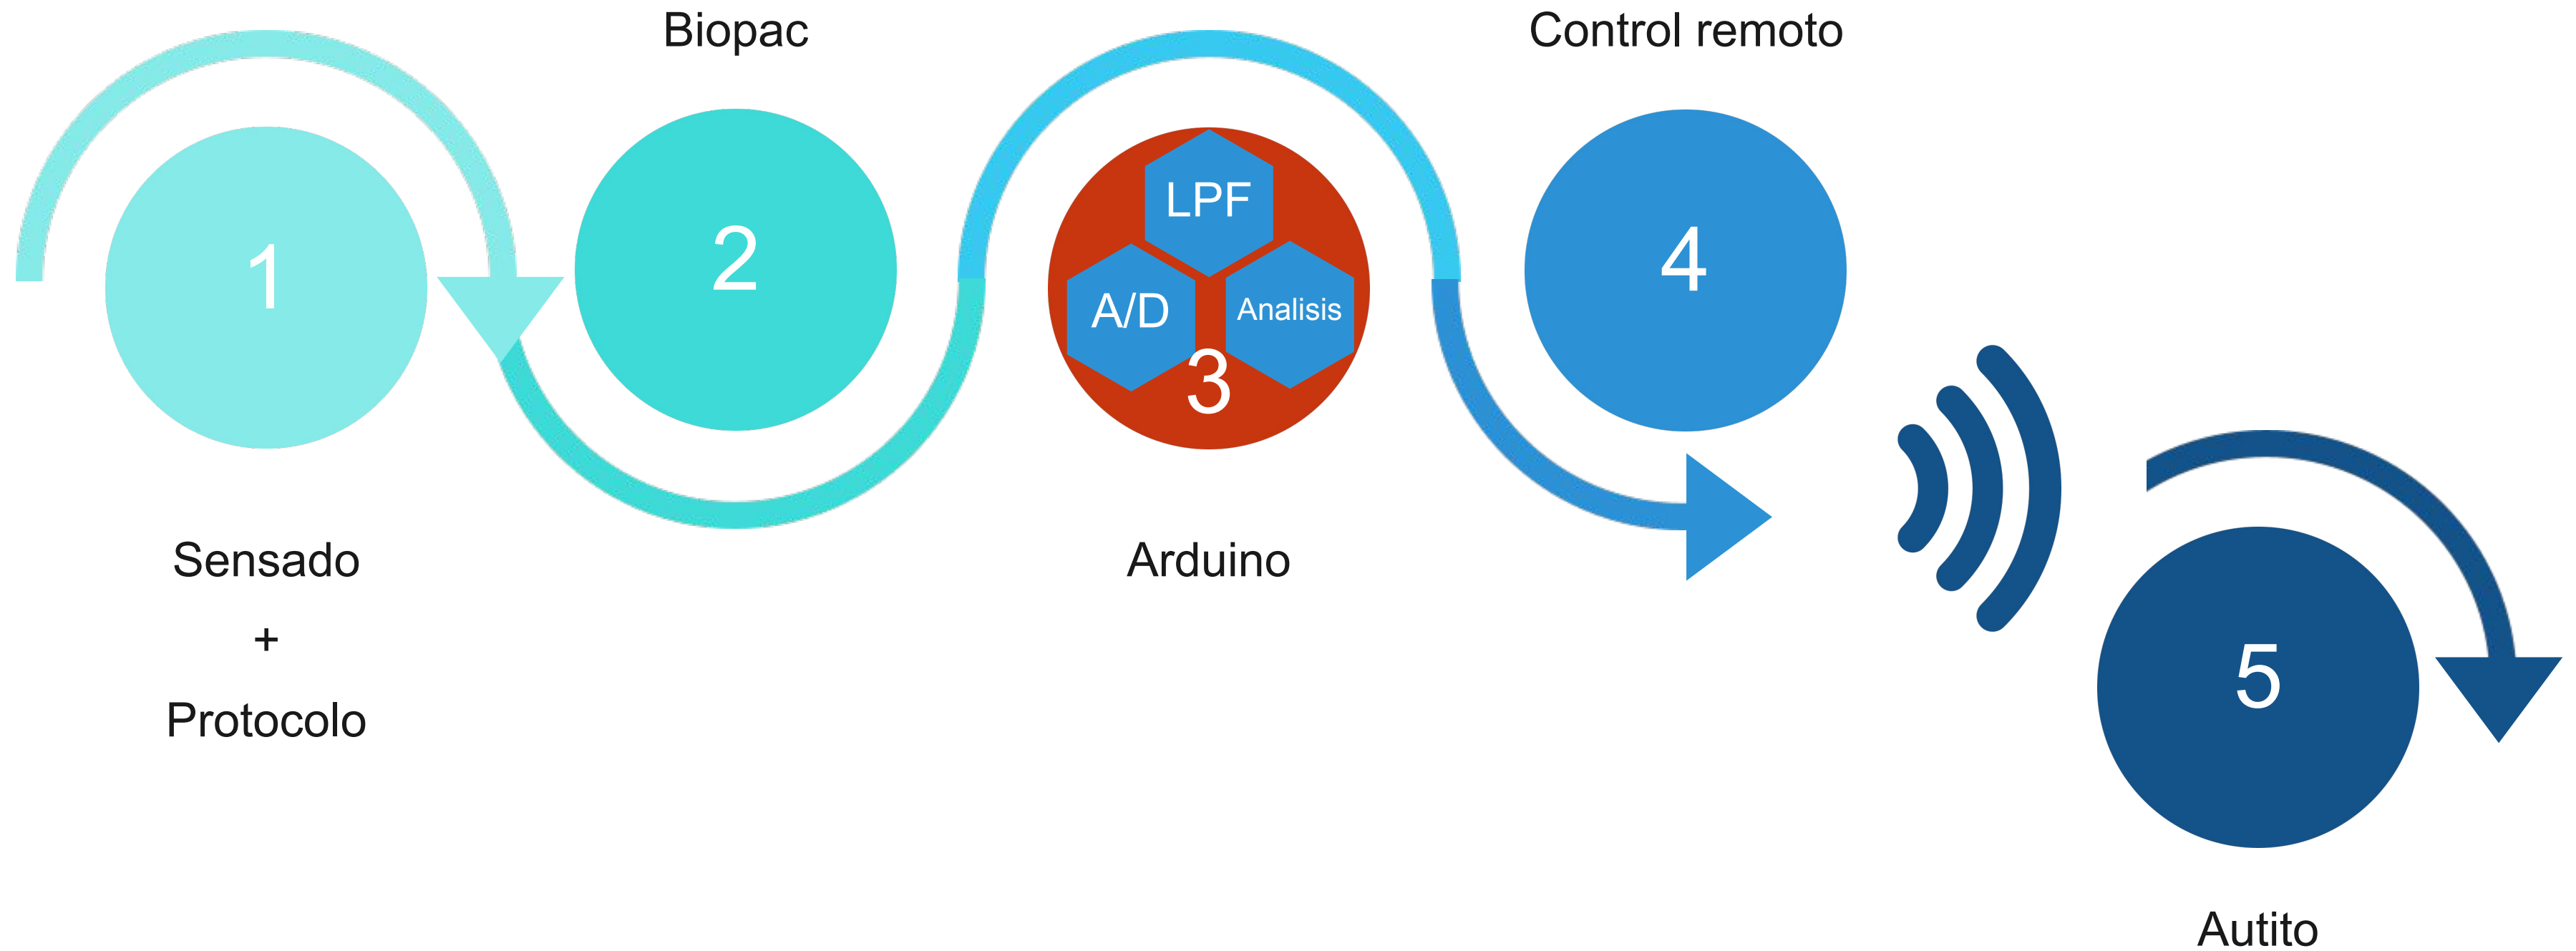 Biopac
Control remoto
1
2
LPF
A/D
Analisis
3
4
Sensado
+
Protocolo
Arduino
5
Autito